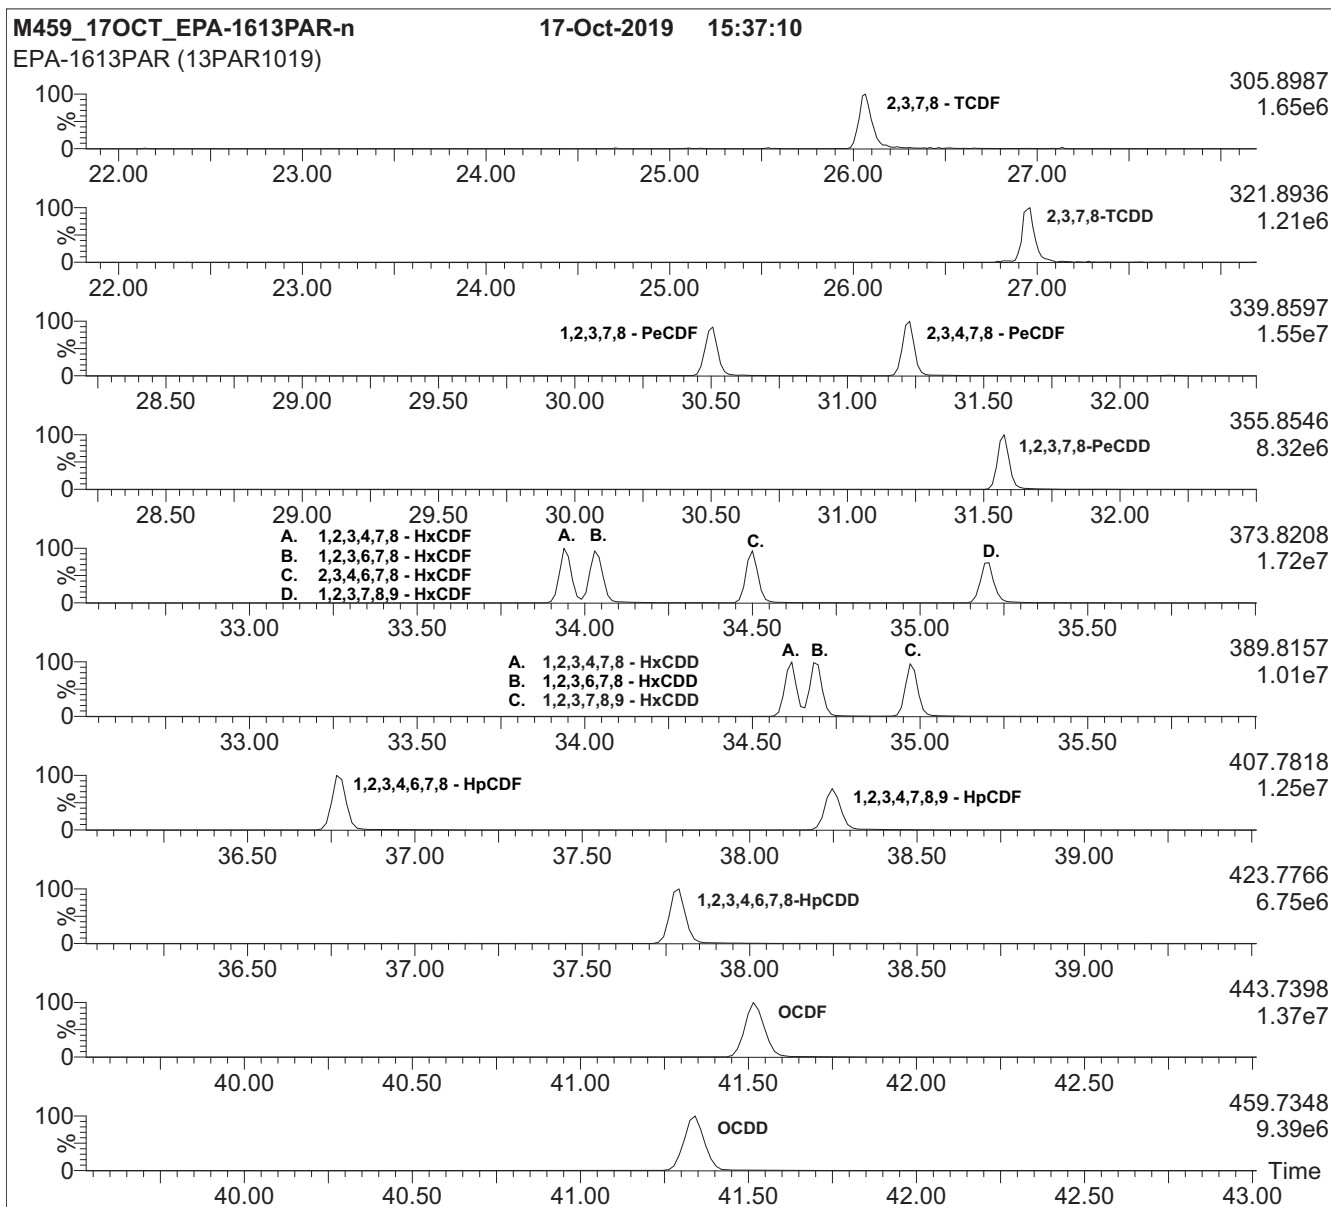 M459_17OCT_EPA-1613PAR-n 17-Oct-2019 15:37:10
EPA-1613PAR (13PAR1019)
305.8987
1.65e6
100
%
0
2,3,7,8 - TCDF
22.00 23.00 24.00 25.00 26.00 27.00
321.8936
1.21e6
100
%
0
2,3,7,8-TCDD
22.00 23.00 24.00 25.00 26.00 27.00
339.8597
1.55e7
100
%
0
1,2,3,7,8 - PeCDF 2,3,4,7,8 - PeCDF
28.50 29.00 29.50 30.00 30.50 31.00 31.50 32.00
355.8546
8.32e6
100
%
0
1,2,3,7,8-PeCDD
28.50 29.00 29.50 30.00 30.50 31.00 31.50 32.00
373.8208
1.72e7
100
%
0
A. 1,2,3,4,7,8 - HxCDF
B. 1,2,3,6,7,8 - HxCDF
C. 2,3,4,6,7,8 - HxCDF
D. 1,2,3,7,8,9 - HxCDF
A. B. C. D.
33.00 33.50 34.00 34.50 35.00 35.50
389.8157
1.01e7
100
%
0
A. 1,2,3,4,7,8 - HxCDD
B. 1,2,3,6,7,8 - HxCDD
C. 1,2,3,7,8,9 - HxCDD
A. B. C.
33.00 33.50 34.00 34.50 35.00 35.50
407.7818
1.25e7
100
%
0
1,2,3,4,6,7,8 - HpCDF 1,2,3,4,7,8,9 - HpCDF
36.50 37.00 37.50 38.00 38.50 39.00
423.7766
6.75e6
100
%
0
1,2,3,4,6,7,8-HpCDD
36.50 37.00 37.50 38.00 38.50 39.00
443.7398
1.37e7
100
%
0
OCDF
40.00 40.50 41.00 41.50 42.00 42.50
459.7348
9.39e6
100
%
0
OCDD
Time
40.00 40.50 41.00 41.50 42.00 42.50 43.00